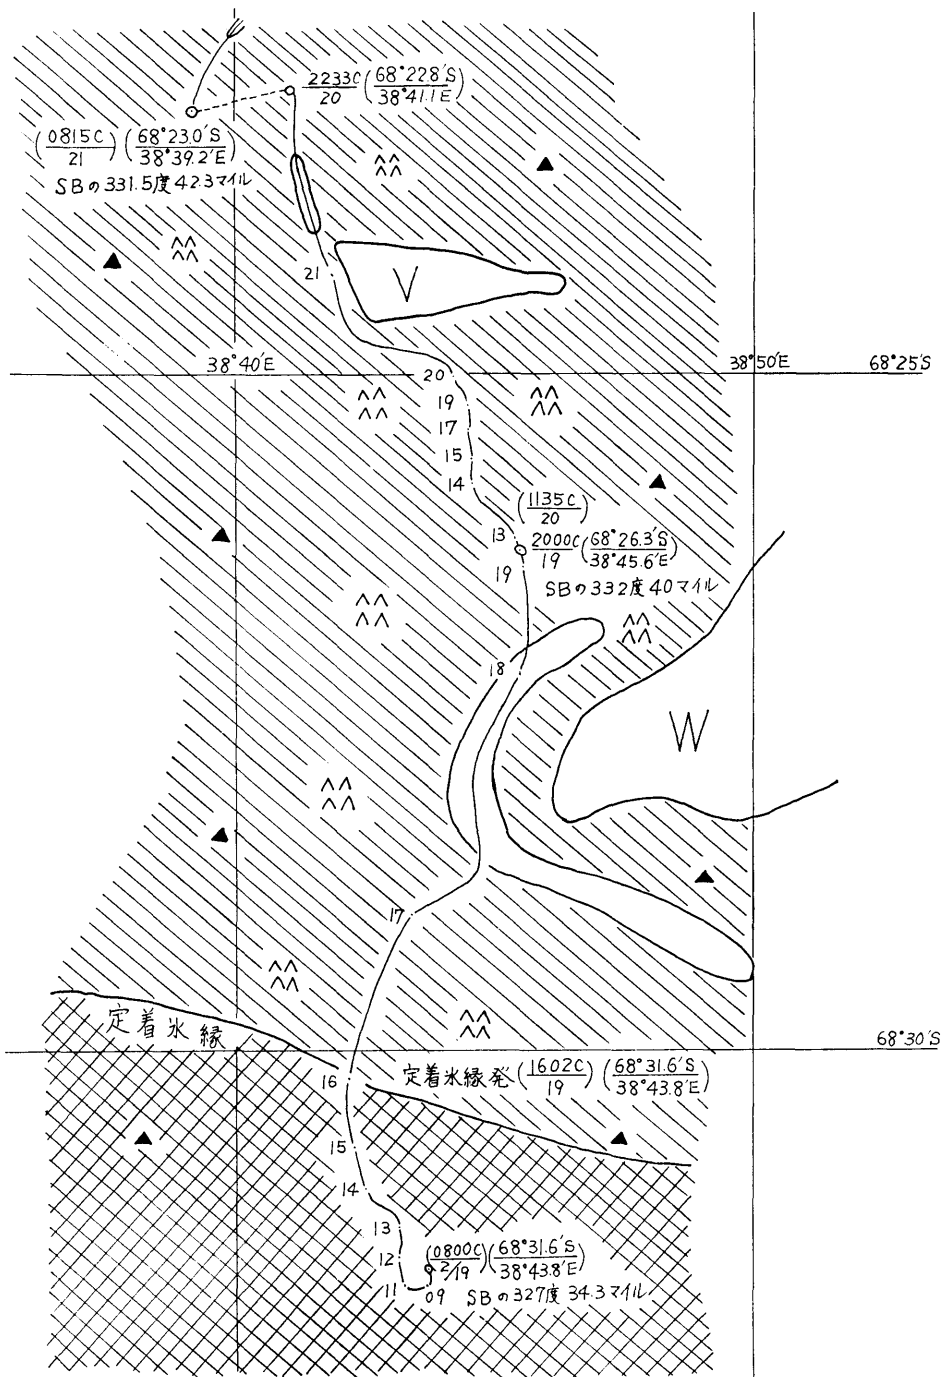 2233C (68°22.8'S
20 38°41.1'E)
(0815C) (68°23.0'S
21 38°39.2'E)
SBの331.5度42.3マイル
21
V
38°40'E
38°50'E
68°25'S
20
19
17
15
14
(1135C
20)
13
2000C (68°26.3'S
19 38°45.6'E)
19
SBの332度40マイル
18
W
17
定着氷縁
68°30'S
16
定着氷縁発 (1602C) (68°31.6'S
19 38°43.8'E)
15
14
13
12
(0800C) (68°31.6'S
2/19 38°43.8'E)
11
09
SBの327度34.3マイル